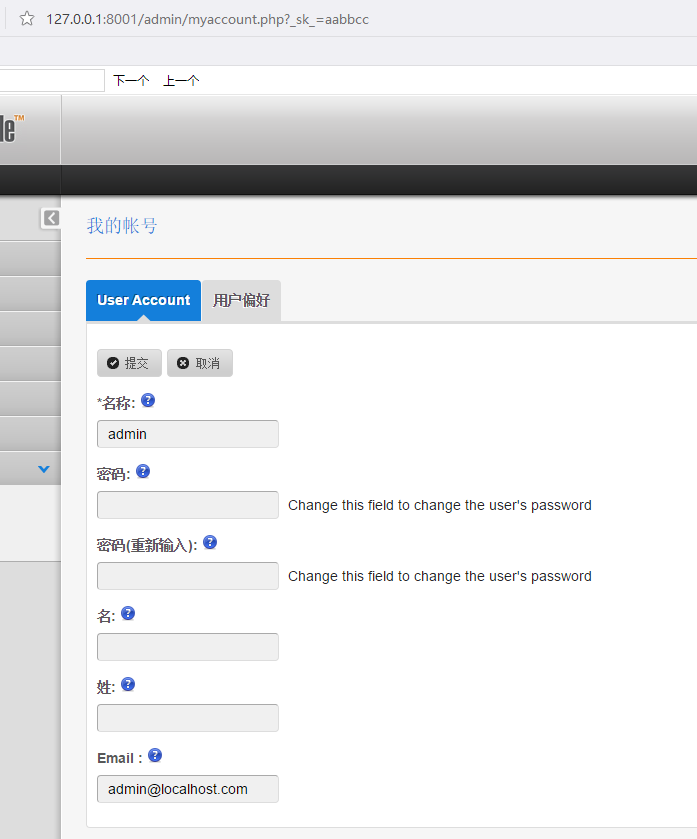 127.0.0.1:8001/admin/myaccount.php?_sk_=aabbcc
下一个 上一个
le™
我的帐号
User Account 用户偏好
提交 取消
*名称: ?
admin
密码: ?
Change this field to change the user's password
密码(重新输入): ?
Change this field to change the user's password
名: ?
姓: ?
Email : ?
admin@localhost.com